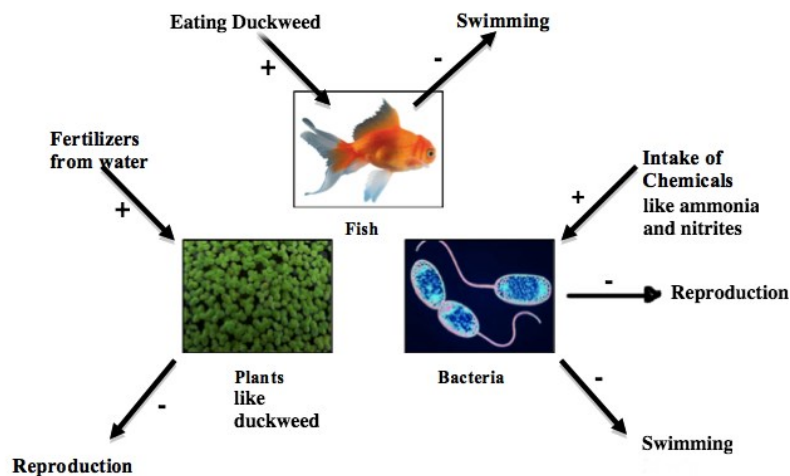 Eating Duckweed
Swimming
+
-
Fertilizers
from water
+
Fish
Intake of
Chemicals
like ammonia
and nitrites
+
-
Reproduction
Plants
like
duckweed
Bacteria
-
-
Reproduction
Swimming